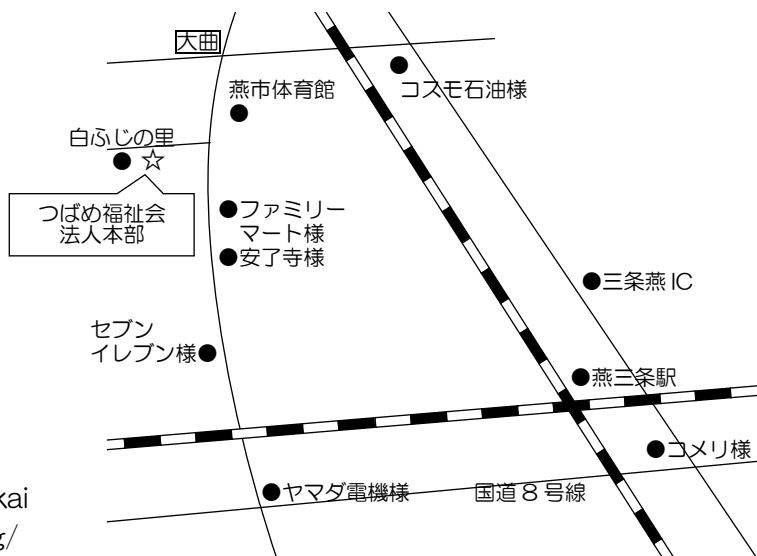 大曲
燕市体育館
コスモ石油様
白ふじの里
☆
つばめ福祉会
法人本部
ファミリー
マート様
安了寺様
三条燕IC
セブン
イレブン様
燕三条駅
コメリ様
ヤマダ電機様
国道8号線
kai
g/